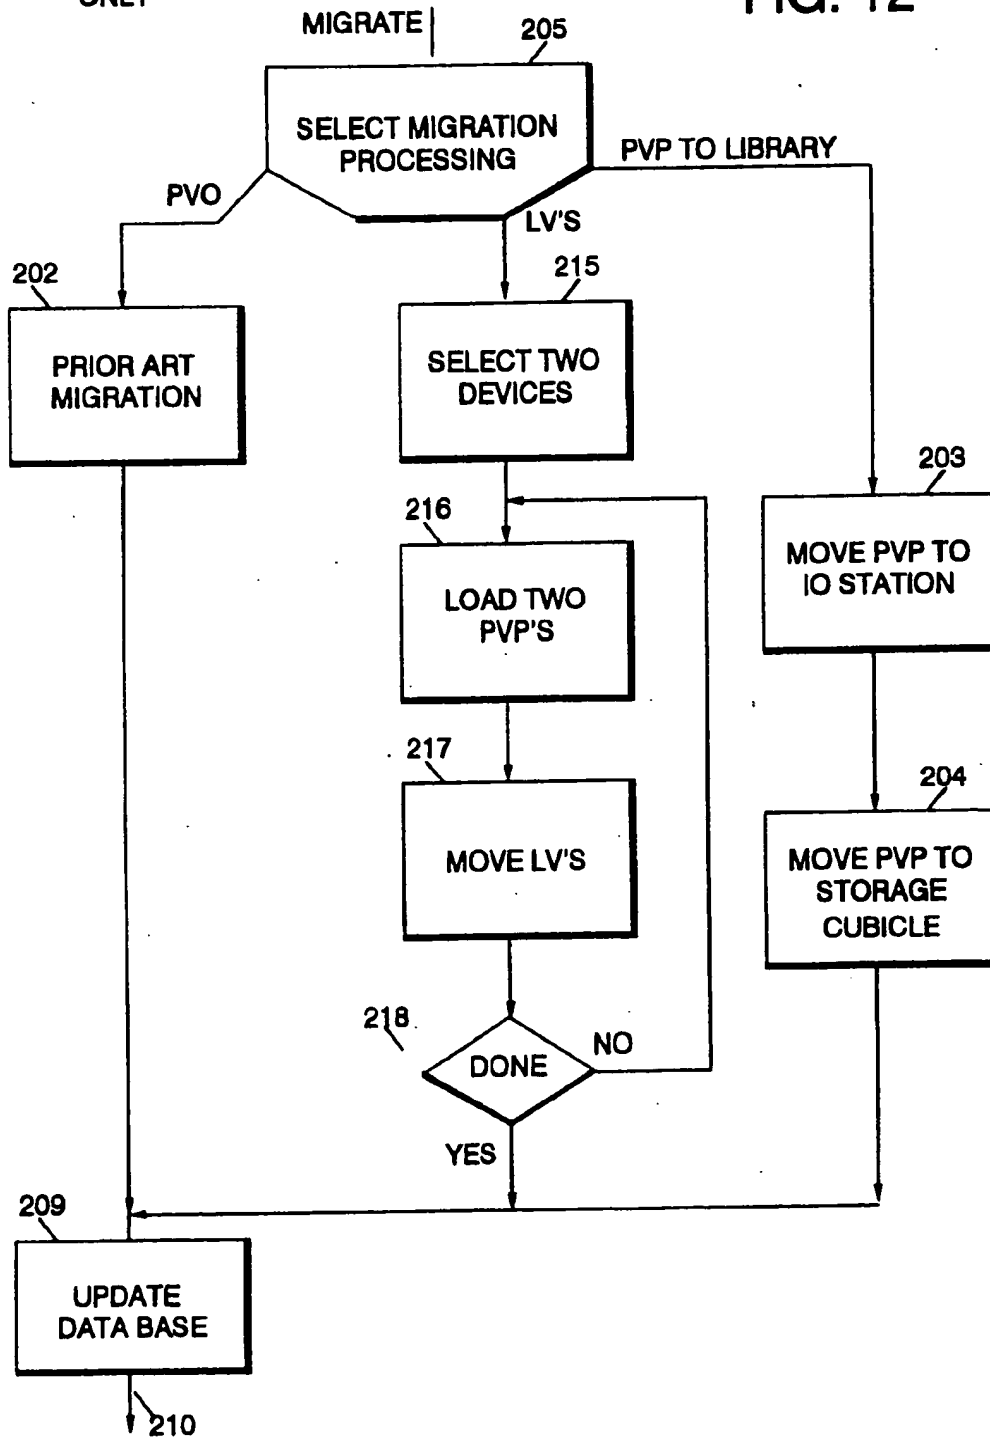 MIGRATE
205
SELECT MIGRATION
PROCESSING
PVP TO LIBRARY
PVO
LV'S
202
215
PRIOR ART
MIGRATION
SELECT TWO
DEVICES
203
216
MOVE PVP TO
IO STATION
LOAD TWO
PVP'S
217
204
MOVE LV'S
MOVE PVP TO
STORAGE
CUBICLE
218
DONE
NO
YES
209
UPDATE
DATA BASE
210